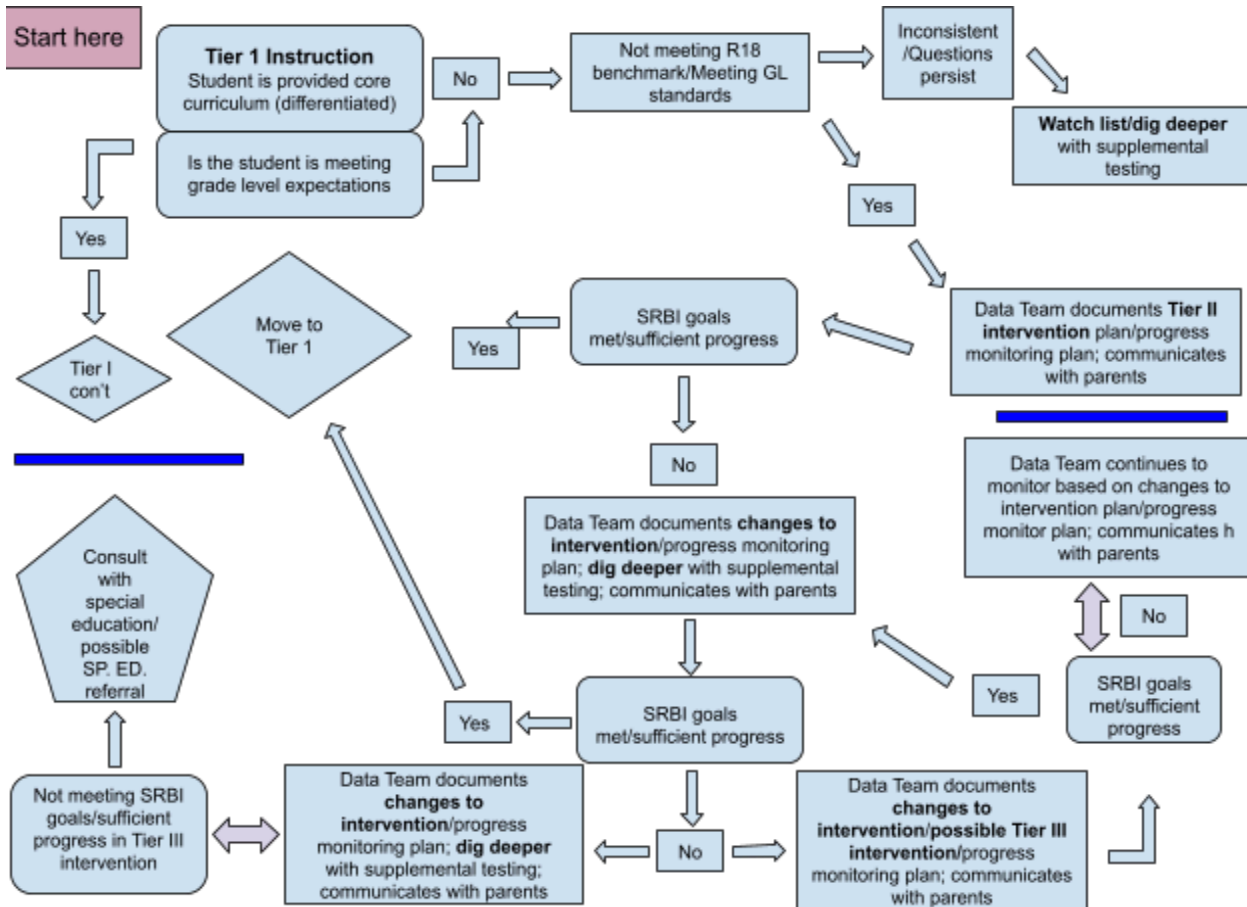 Start here
Tier 1 Instruction
Student is provided core
curriculum (differentiated)
Is the student is meeting
grade level expectations
No
Not meeting R18
benchmark/Meeting GL
standards
Inconsistent
/Questions
persist
Watch list/dig deeper
with supplemental
testing
Yes
Yes
Tier I
con't
Move to
Tier 1
Yes
SRBI goals
met/sufficient progress
Data Team documents Tier II
intervention plan/progress
monitoring plan; communicates
with parents
No
Data Team continues to
monitor based on changes to
intervention plan/progress
monitor plan; communicates h
with parents
Data Team documents changes to
intervention/progress monitoring
plan; dig deeper with supplemental
testing; communicates with parents
No
Yes
SRBI goals
met/sufficient
progress
Consult
with
special
education/
possible
SP. ED.
referral
Yes
SRBI goals
met/sufficient progress
Not meeting SRBI
goals/sufficient
progress in Tier III
intervention
Data Team documents
changes to
intervention/progress
monitoring plan; dig deeper
with supplemental testing;
communicates with parents
No
Data Team documents
changes to
intervention/possible Tier III
intervention/progress
monitoring plan; communicates
with parents